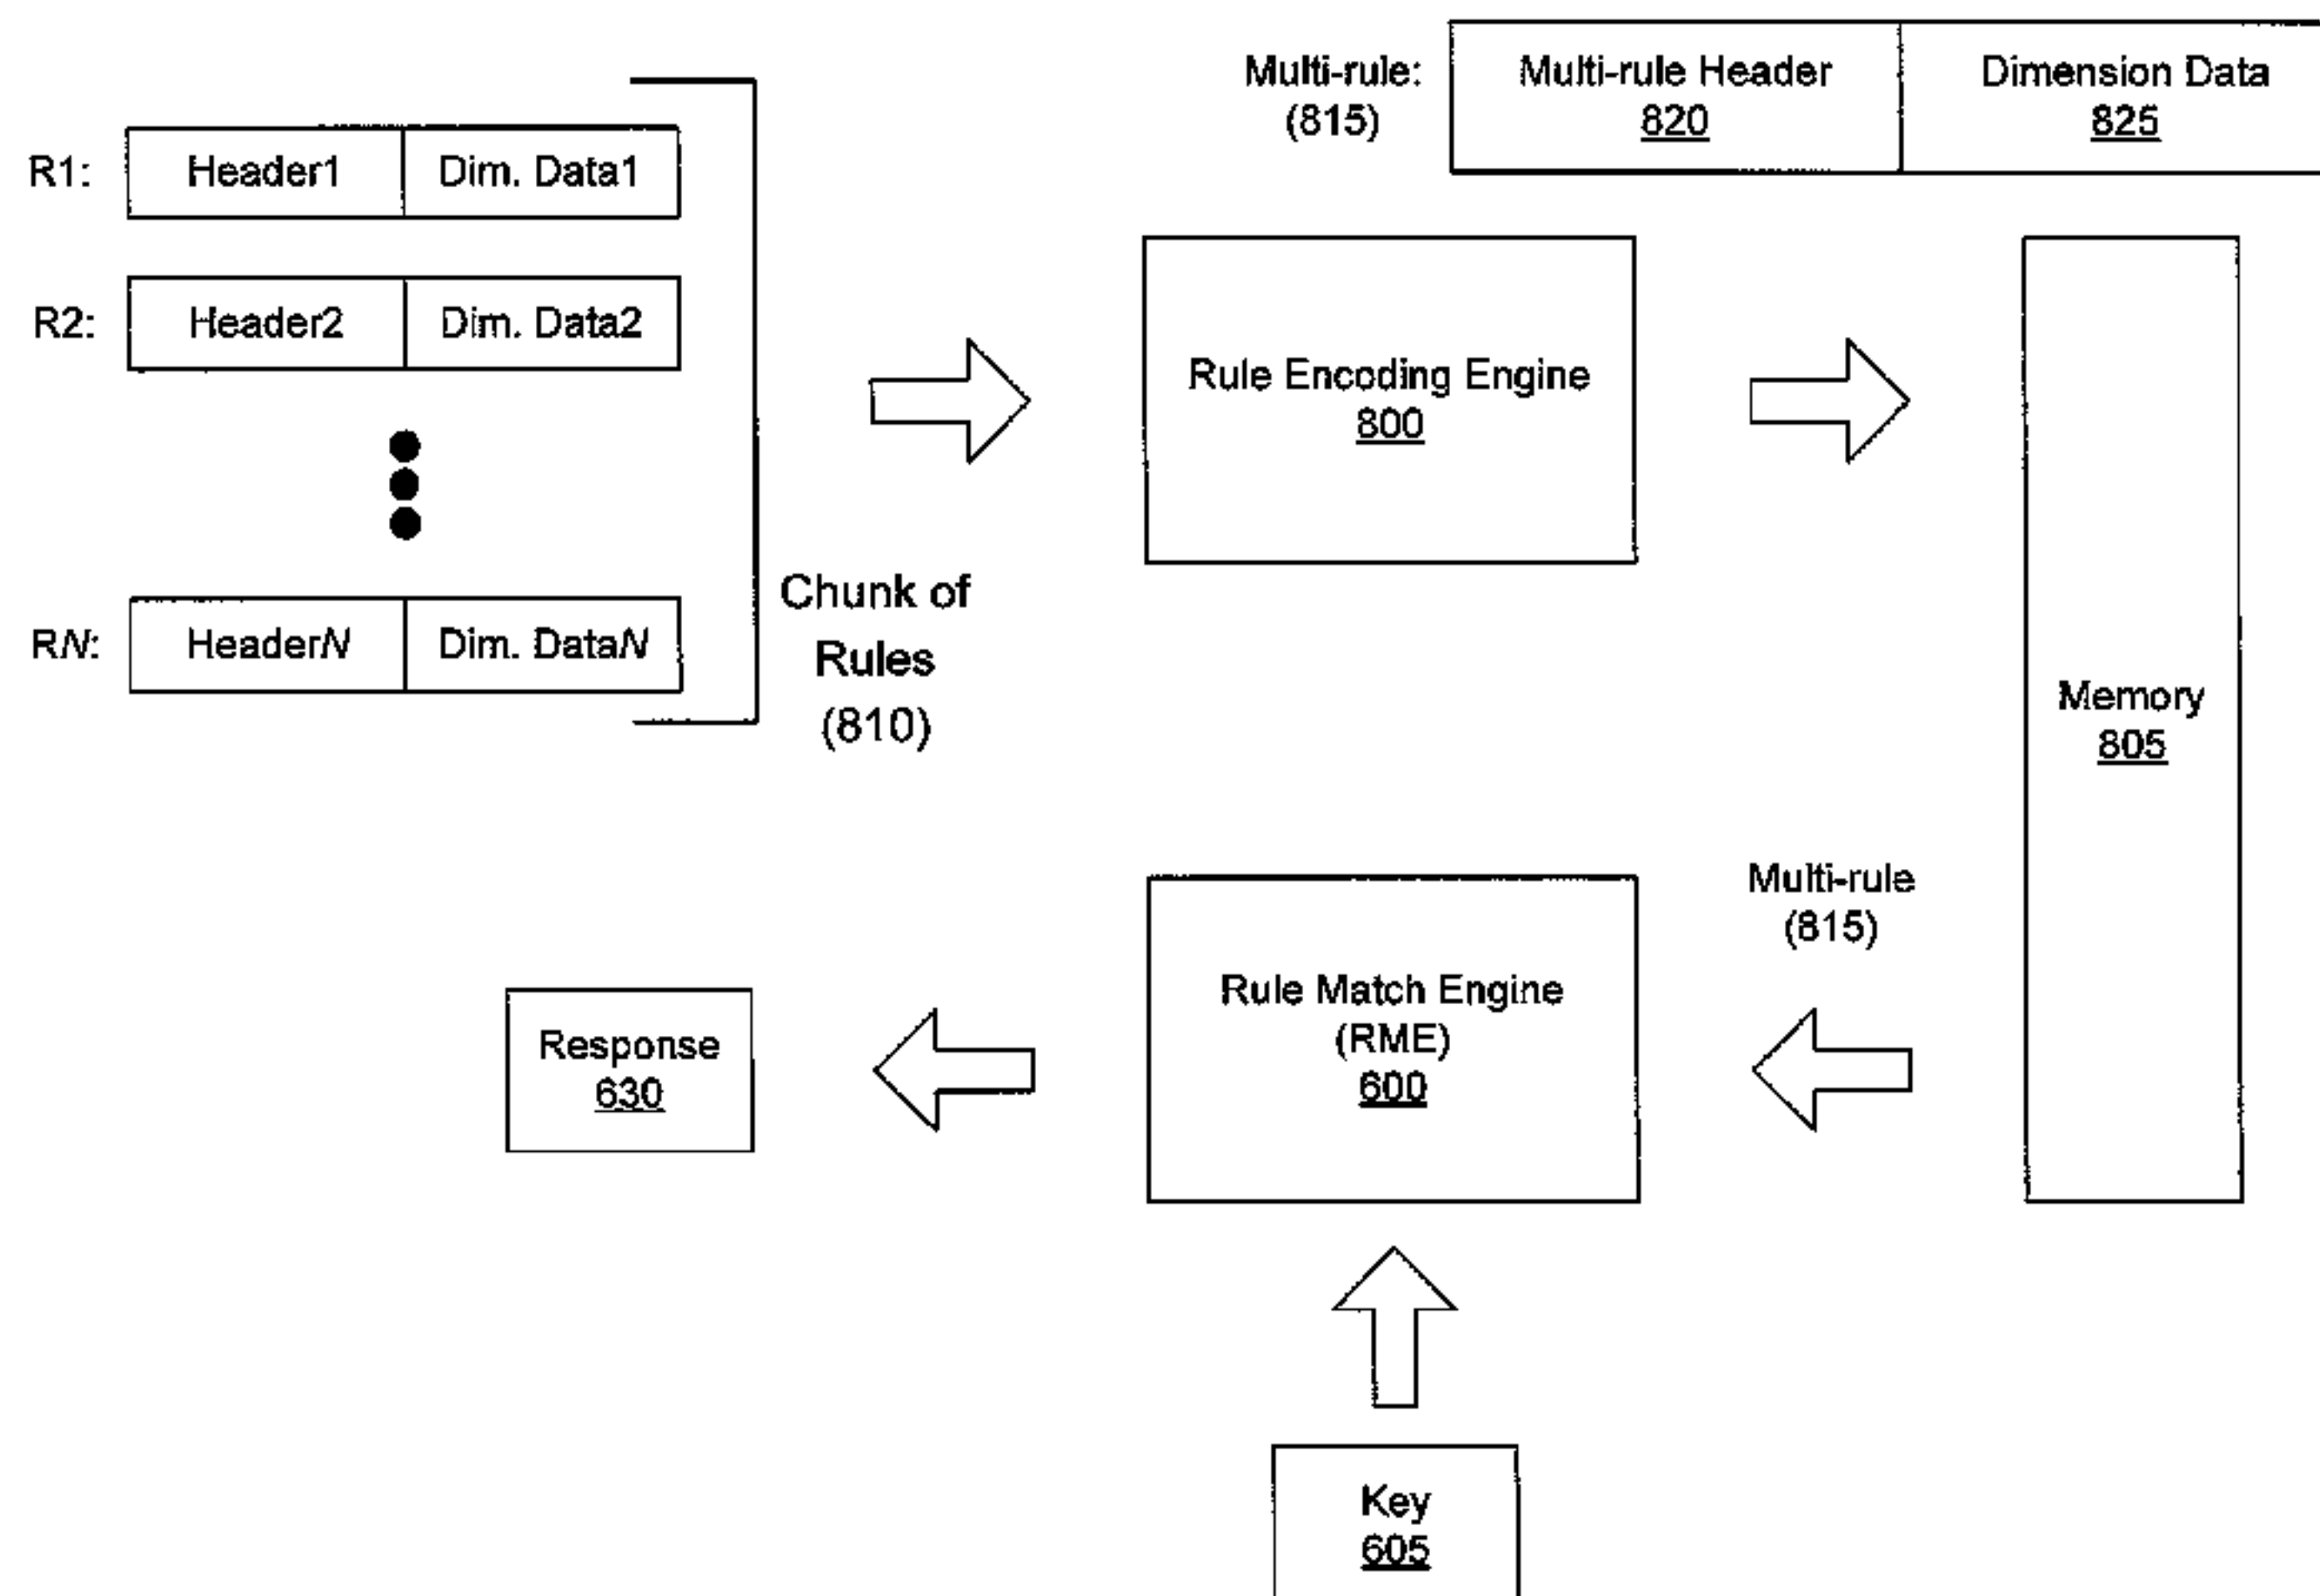 Multi-rule:
(815)
Multi-rule Header
820
Dimension Data
825
R1:
Header1
Dim. Data1
R2:
Header2
Dim. Data2
RN:
HeaderN
Dim. DataN
Chunk of
Rules
(810)
Rule Encoding Engine
800
Memory
805
Multi-rule
(815)
Rule Match Engine
(RME)
600
Response
630
Key
605